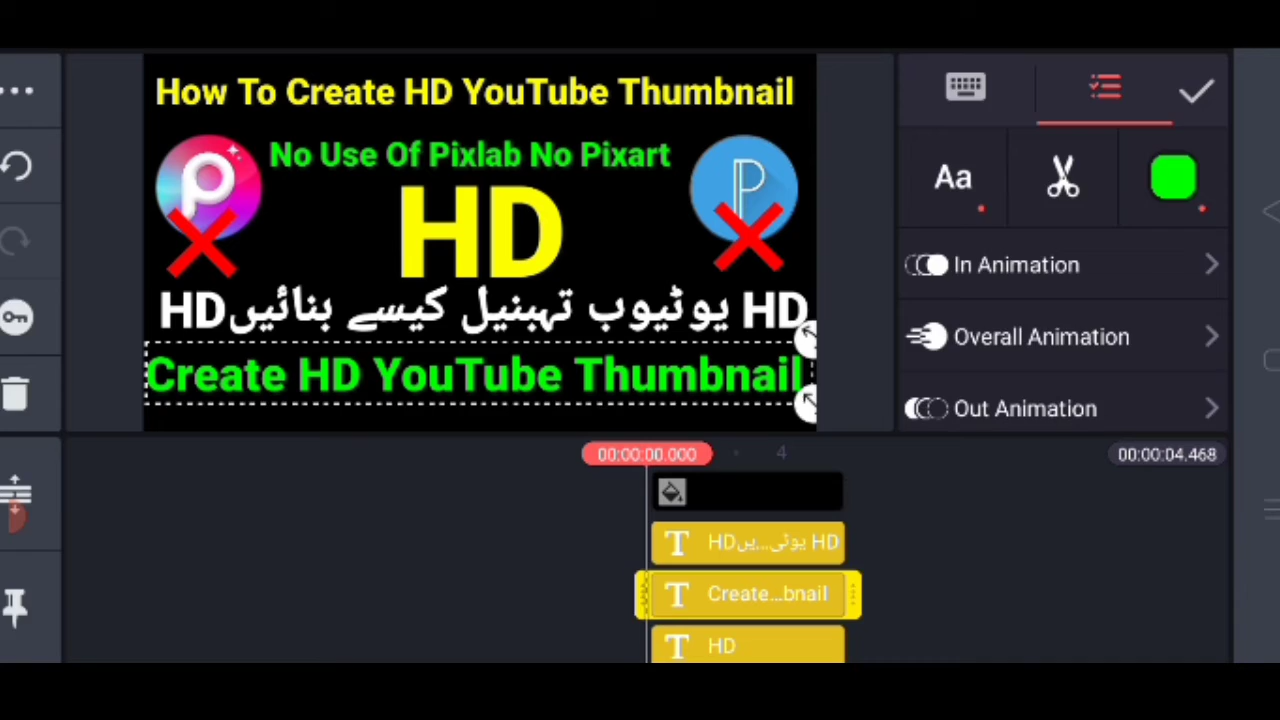 How To Create HD YouTube Thumbnail
No Use Of Pixlab No Pixart
HD
HD یوٹیوب تہبنیل کیسے بنائیںHD
Create HD YouTube Thumbnail
Aa
In Animation
Overall Animation
Out Animation
00:00:00.000
4
00:00:04.468
HD یوٹی...یںHD
Create...bnail
HD